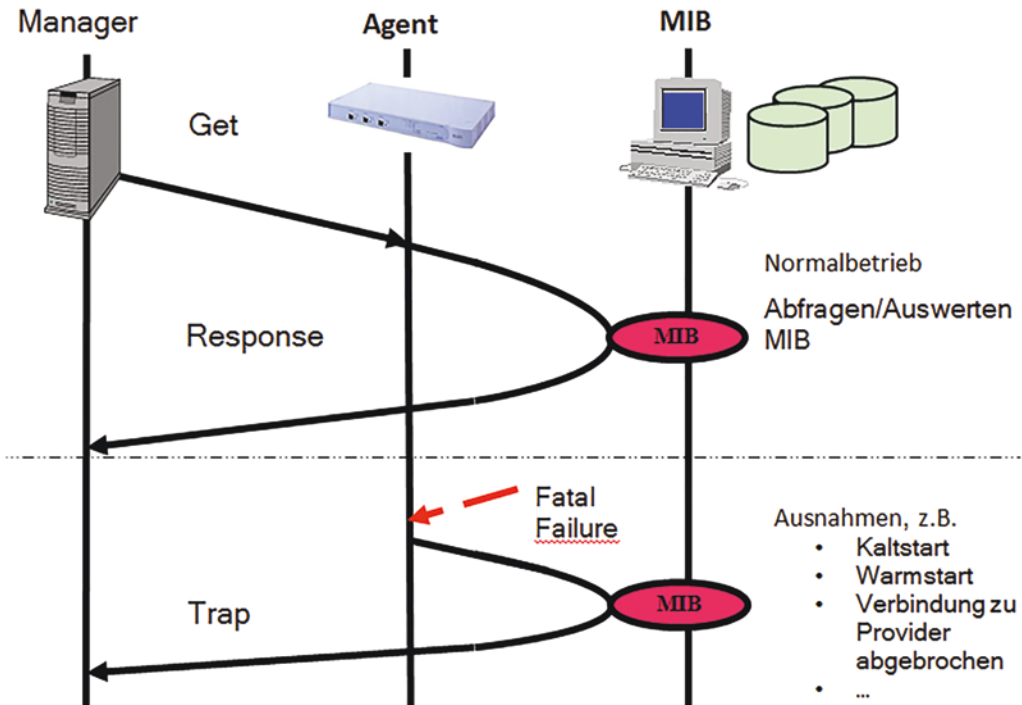 Manager
Agent
MIB
Get
Normalbetrieb
Abfragen/Auswerten
MIB
MIB
Response
Fatal
Failure
Ausnahmen, z.B.
• Kaltstart
• Warmstart
• Verbindung zu
Provider
abgebrochen
• ...
MIB
Trap